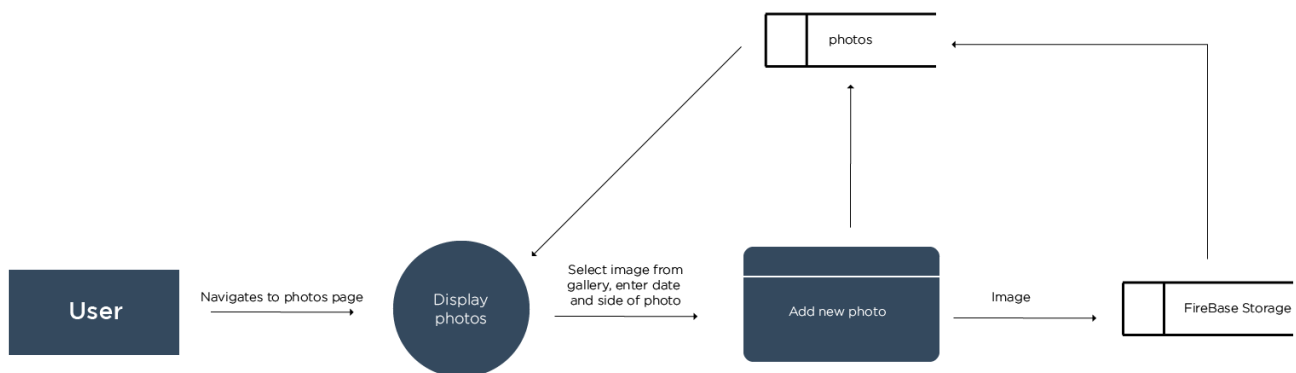 photos
User
Navigates to photos page
Display
photos
Select image from
gallery, enter date
and side of photo
Add new photo
Image
FireBase Storage